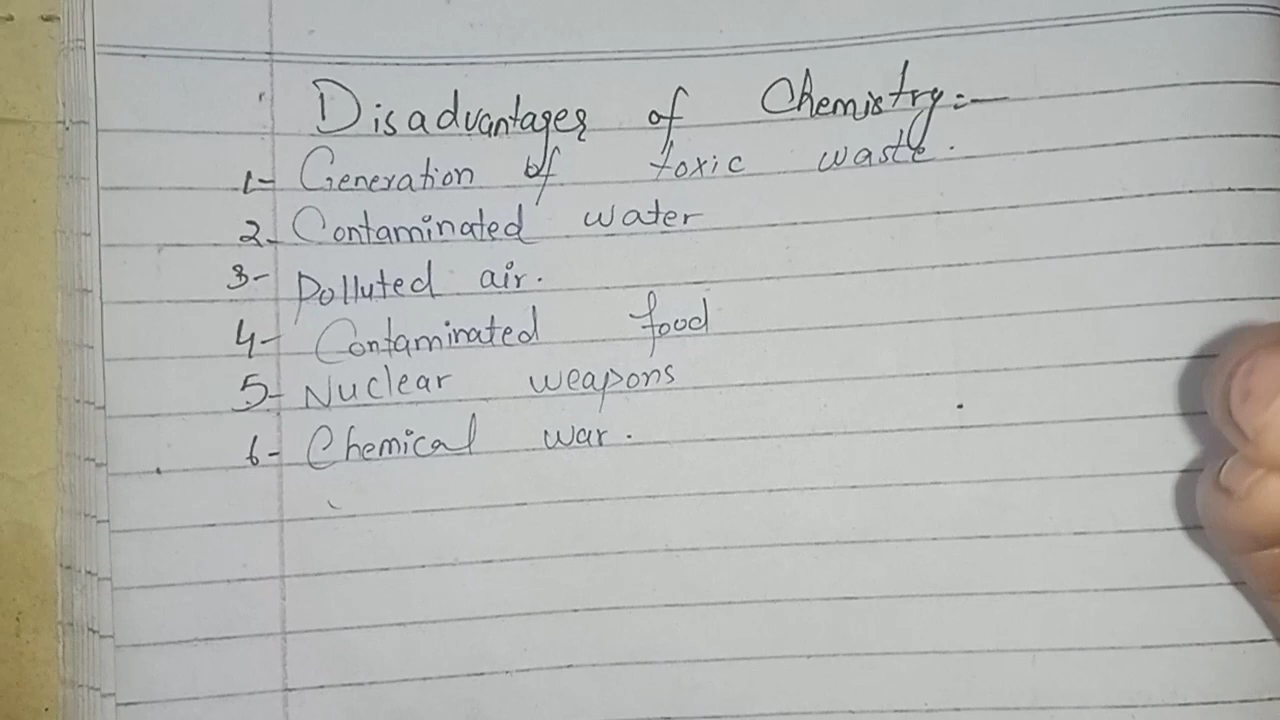 Disadvantages of Chemistry:-
1- Generation of toxic waste.
2- Contaminated water
3- Polluted air.
4- Contaminated food
5- Nuclear weapons
6- Chemical war.